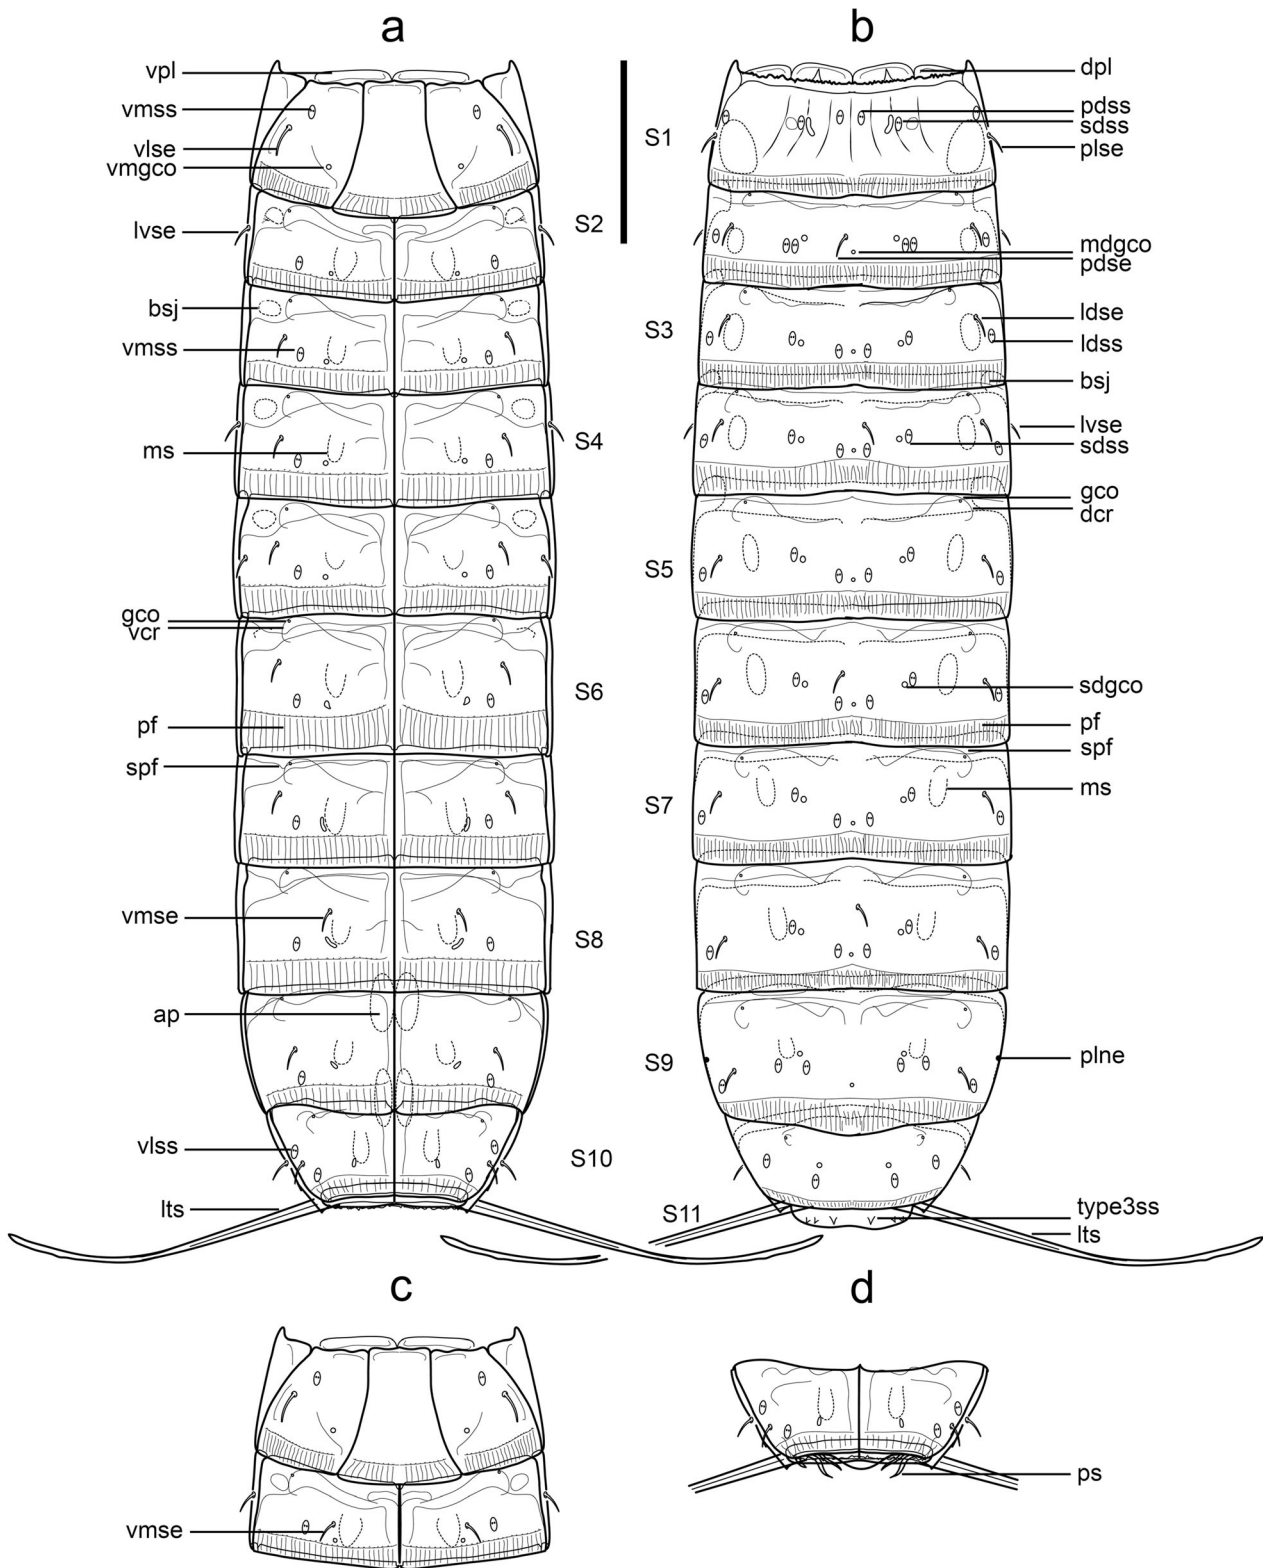 a
b
vpl
vmss
vlse
vmgco
lvse
bsj
vmss
ms
gco
vcr
pf
spf
vmse
ap
vlss
lts
S1
S2
S3
S4
S5
S6
S7
S8
S9
S10
S11
dpl
pdss
sdss
plse
mdgco
pdse
ldse
ldss
bsj
lvse
sdss
gco
dcr
sdgco
pf
spf
ms
plne
type3ss
lts
c
d
vmse
ps